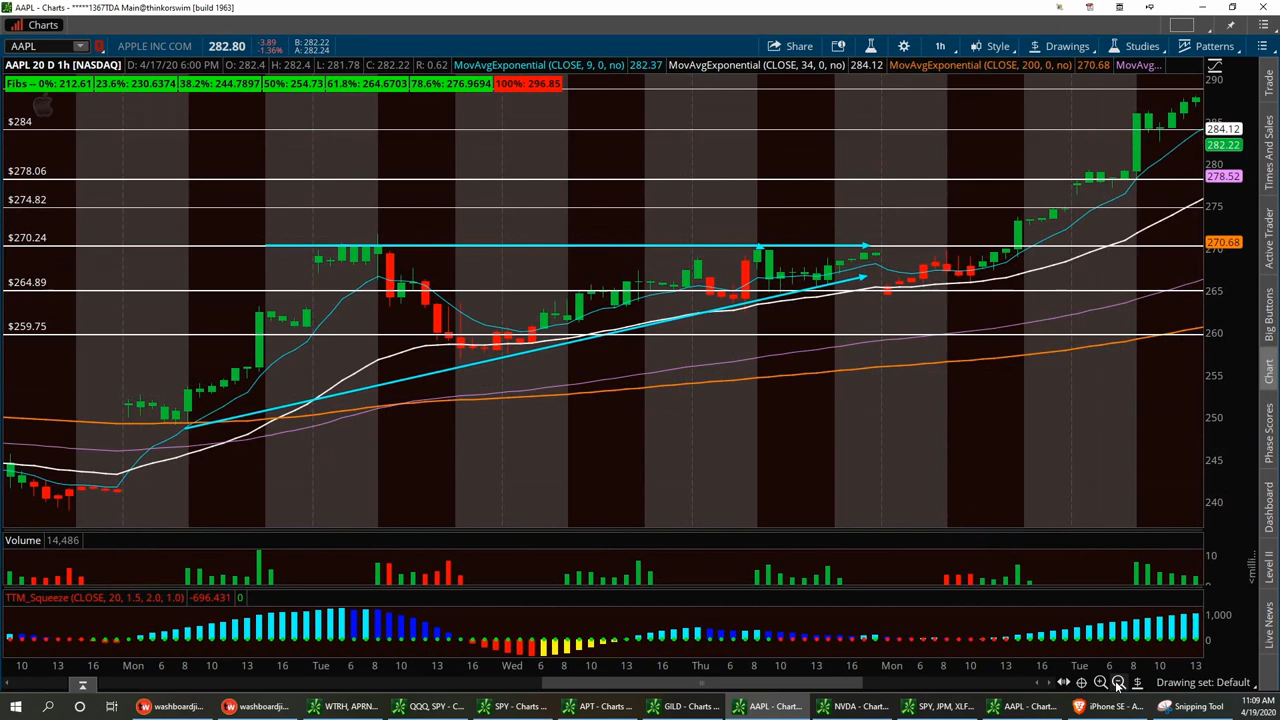 AAPL - Charts - *****1367TDA Main@thinkorswim [build 1963]
Charts
AAPL APPLE INC COM 282.80 -3.89 -1.36% B: 282.22 A: 282.24 Share 1h Style Drawings Studies Patterns
AAPL 20 D 1h [NASDAQ] D: 4/17/20 6:00 PM O: 282.4 H: 282.4 L: 281.78 C: 282.22 R: 0.62 MovAvgExponential (CLOSE, 9, 0, no) 282.37 MovAvgExponential (CLOSE, 34, 0, no) 284.12 MovAvgExponential (CLOSE, 200, 0, no) 270.68 MovAvg...
Fibs -- 0%: 212.61 23.6%: 230.6374 38.2%: 244.7897 50%: 254.73 61.8%: 264.6703 78.6%: 276.9694 100%: 296.85
$284
$278.06
$274.82
$270.24
$264.89
$259.75
290
285
284.12
282.22
280
278.52
275
270.68
265
260
255
250
245
240
Volume 14,486
10
0
<millions>
TTM_Squeeze (CLOSE, 20, 1.5, 2.0, 1.0) -696.431 0
1,000
0
10 13 16 Mon 8 10 13 16 Tue 8 10 13 16 Wed 6 8 10 13 16 Thu 6 8 10 13 16 Mon 6 8 10 13 16 Tue 6 8 10 13
Drawing set: Default
Trade
Times And Sales
Active Trader
Big Buttons
Chart
Phase Scores
Dashboard
Level II
Live News
washboardji... washboardji... WTRH, APRN... QQQ, SPY - C... SPY - Charts ... APT - Charts ... GILD - Charts... AAPL - Chart... NVDA - Chart... SPY, JPM, XLF... AAPL - Chart... iPhone SE - A... Snipping Tool
11:09 AM
4/19/2020